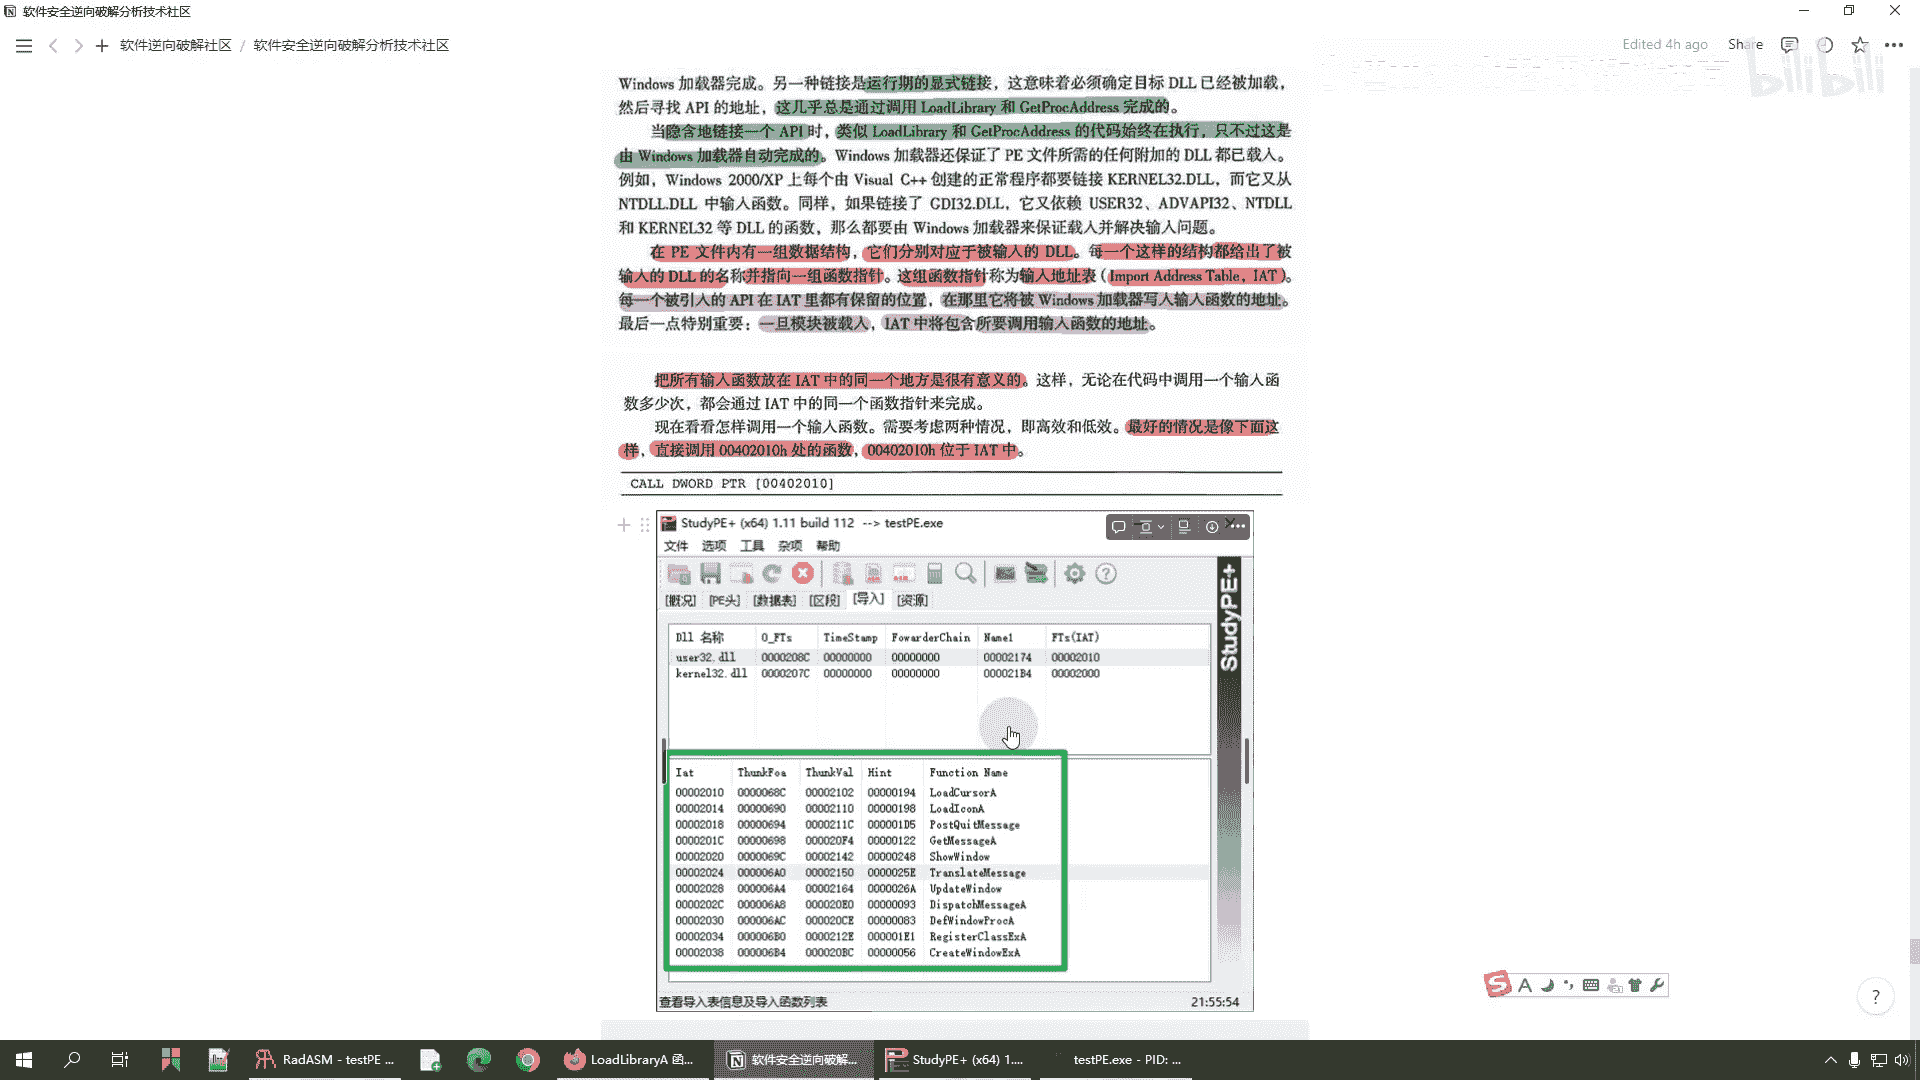 软件安全逆向破解分析技术社区
软件逆向破解社区 / 软件安全逆向破解分析技术社区
Edited 4h ago
Share
bilibili
Windows 加载器完成。另一种链接是运行期的显式链接，这意味着必须确定目标 DLL 已经被加载，
然后寻找 API 的地址，这几乎总是通过调用 LoadLibrary 和 GetProcAddress 完成的。
当隐含地链接一个 API 时，类似 LoadLibrary 和 GetProcAddress 的代码始终在执行，只不过这是
由 Windows 加载器自动完成的。Windows 加载器还保证了 PE 文件所需的任何附加的 DLL 都已载入。
例如，Windows 2000/XP 上每个由 Visual C++ 创建的正常程序都要链接 KERNEL32.DLL，而它又从
NTDLL.DLL 中输入函数。同样，如果链接了 GDI32.DLL，它又依赖 USER32、ADVAPI32、NTDLL
和 KERNEL32 等 DLL 的函数，那么都要由 Windows 加载器来保证载入并解决输入问题。
在 PE 文件内有一组数据结构，它们分别对应于被输入的 DLL。每一个这样的结构都给出了被
输入的 DLL 的名称并指向一组函数指针。这组函数指针称为输入地址表（Import Address Table，IAT）。
每一个被引入的 API 在 IAT 里都有保留的位置，在那里它将被 Windows 加载器写入输入函数的地址。
最后一点特别重要：一旦模块被载入，IAT 中将包含所要调用输入函数的地址。
把所有输入函数放在 IAT 中的同一个地方是很有意义的。这样，无论在代码中调用一个输入函
数多少次，都会通过 IAT 中的同一个函数指针来完成。
现在看看怎样调用一个输入函数。需要考虑两种情况，即高效和低效。最好的情况是像下面这
样，直接调用 00402010h 处的函数，00402010h 位于 IAT 中。
CALL DWORD PTR [00402010]
StudyPE+ (x64) 1.11 build 112 --> testPE.exe
文件 选项 工具 杂项 帮助
[概况] [PE头] [数据表] [区段] [导入] [资源]
StudyPE+
Dll 名称 O_FTs TimeStamp FowarderChain Name1 FTs(IAT)
user32.dll 0000208C 00000000 00000000 00002174 00002010
kernel32.dll 0000207C 00000000 00000000 000021B4 00002000
Iat ThunkFoa ThunkVal Hint Function Name
00002010 0000068C 00002102 00000194 LoadCursorA
00002014 00000690 00002110 00000198 LoadIconA
00002018 00000694 0000211C 000001D5 PostQuitMessage
0000201C 00000698 000020F4 00000122 GetMessageA
00002020 0000069C 00002142 00000248 ShowWindow
00002024 000006A0 00002150 0000025E TranslateMessage
00002028 000006A4 00002164 0000026A UpdateWindow
0000202C 000006A8 000020E0 00000093 DispatchMessageA
00002030 000006AC 000020CE 00000083 DefWindowProcA
00002034 000006B0 0000212E 000001E1 RegisterClassExA
00002038 000006B4 000020BC 00000056 CreateWindowExA
查看导入表信息及导入函数列表
21:55:54
RadASM - testPE ...
LoadLibraryA 函...
软件安全逆向破解...
StudyPE+ (x64) 1....
testPE.exe - PID: ...